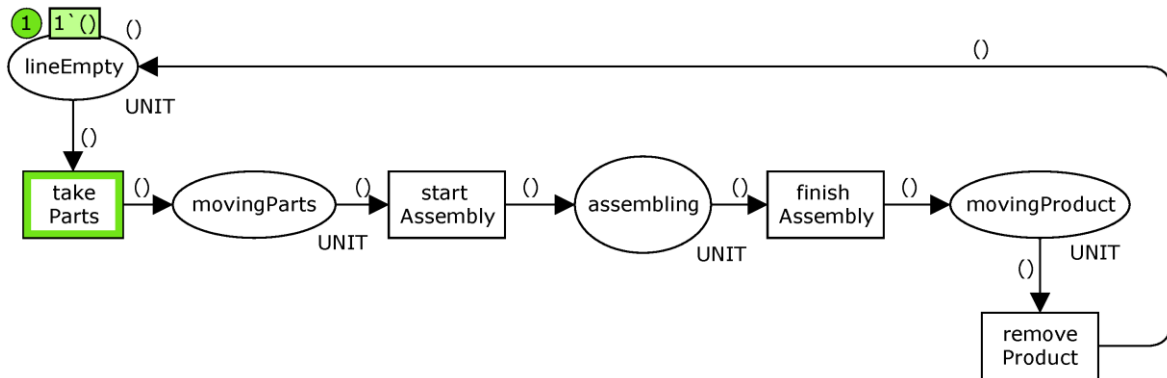 1
1`()
()
lineEmpty
UNIT
()
()
take
Parts
()
movingParts
UNIT
()
start
Assembly
()
assembling
UNIT
()
finish
Assembly
()
movingProduct
UNIT
()
remove
Product